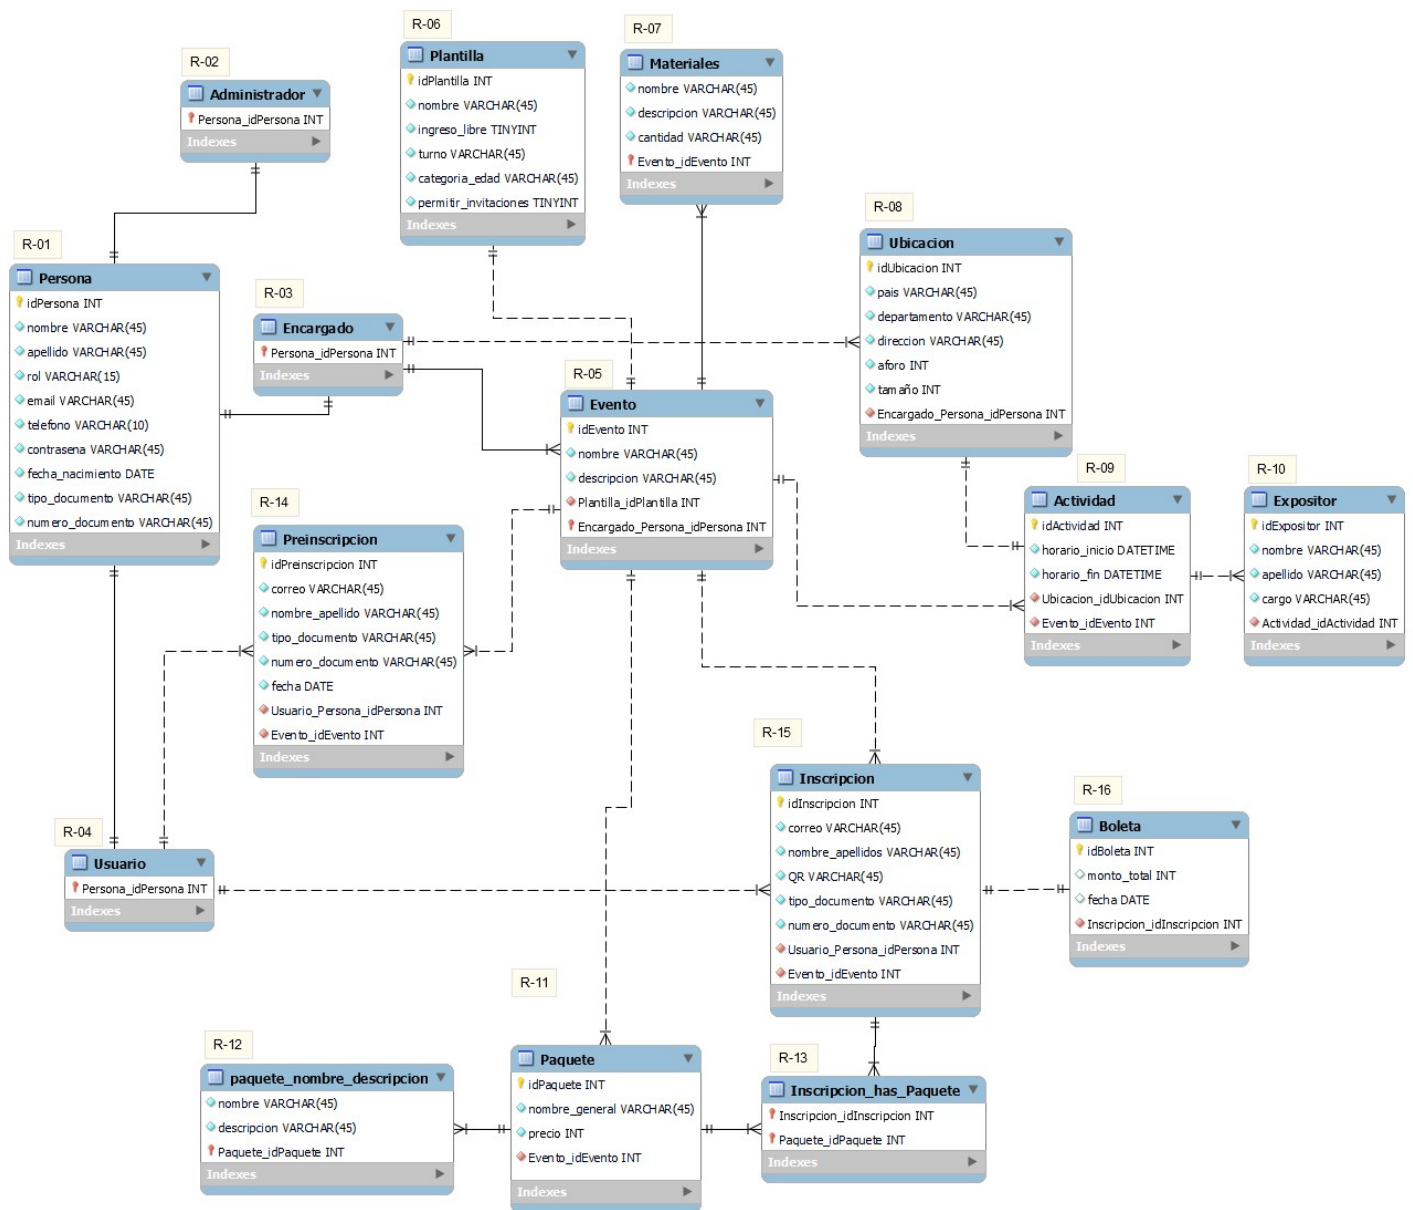 R-06
Plantilla
idPlantilla INT
nombre VARCHAR(45)
ingreso_libre TINYINT
turno VARCHAR(45)
categoria_edad VARCHAR(45)
permitir_invitaciones TINYINT
Indexes
R-07
Materiales
nombre VARCHAR(45)
descripcion VARCHAR(45)
cantidad VARCHAR(45)
Evento_idEvento INT
Indexes
R-02
Administrador
Persona_idPersona INT
Indexes
R-08
Ubicacion
idUbicacion INT
pais VARCHAR(45)
departamento VARCHAR(45)
direccion VARCHAR(45)
aforo INT
tamaño INT
Encargado_Persona_idPersona INT
Indexes
R-01
Persona
idPersona INT
nombre VARCHAR(45)
apellido VARCHAR(45)
rol VARCHAR(15)
email VARCHAR(45)
telefono VARCHAR(10)
contrasena VARCHAR(45)
fecha_nacimiento DATE
tipo_documento VARCHAR(45)
numero_documento VARCHAR(45)
Indexes
R-03
Encargado
Persona_idPersona INT
Indexes
R-05
Evento
idEvento INT
nombre VARCHAR(45)
descripcion VARCHAR(45)
Plantilla_idPlantilla INT
Encargado_Persona_idPersona INT
Indexes
R-09
Actividad
idActividad INT
horario_inicio DATETIME
horario_fin DATETIME
Ubicacion_idUbicacion INT
Evento_idEvento INT
Indexes
R-10
Expositor
idExpositor INT
nombre VARCHAR(45)
apellido VARCHAR(45)
cargo VARCHAR(45)
Actividad_idActividad INT
Indexes
R-14
Preinscripcion
idPreinscripcion INT
correo VARCHAR(45)
nombre_apellido VARCHAR(45)
tipo_documento VARCHAR(45)
numero_documento VARCHAR(45)
fecha DATE
Usuario_Persona_idPersona INT
Evento_idEvento INT
Indexes
R-15
Inscripcion
idInscripcion INT
correo VARCHAR(45)
nombre_apellidos VARCHAR(45)
QR VARCHAR(45)
tipo_documento VARCHAR(45)
numero_documento VARCHAR(45)
Usuario_Persona_idPersona INT
Evento_idEvento INT
Indexes
R-16
Boleta
idBoleta INT
monto_total INT
fecha DATE
Inscripcion_idInscripcion INT
Indexes
R-04
Usuario
Persona_idPersona INT
Indexes
R-11
Paquete
idPaquete INT
nombre_general VARCHAR(45)
precio INT
Evento_idEvento INT
Indexes
R-12
paquete_nombre_descripcion
nombre VARCHAR(45)
descripcion VARCHAR(45)
Paquete_idPaquete INT
Indexes
R-13
Inscripcion_has_Paquete
Inscripcion_idInscripcion INT
Paquete_idPaquete INT
Indexes